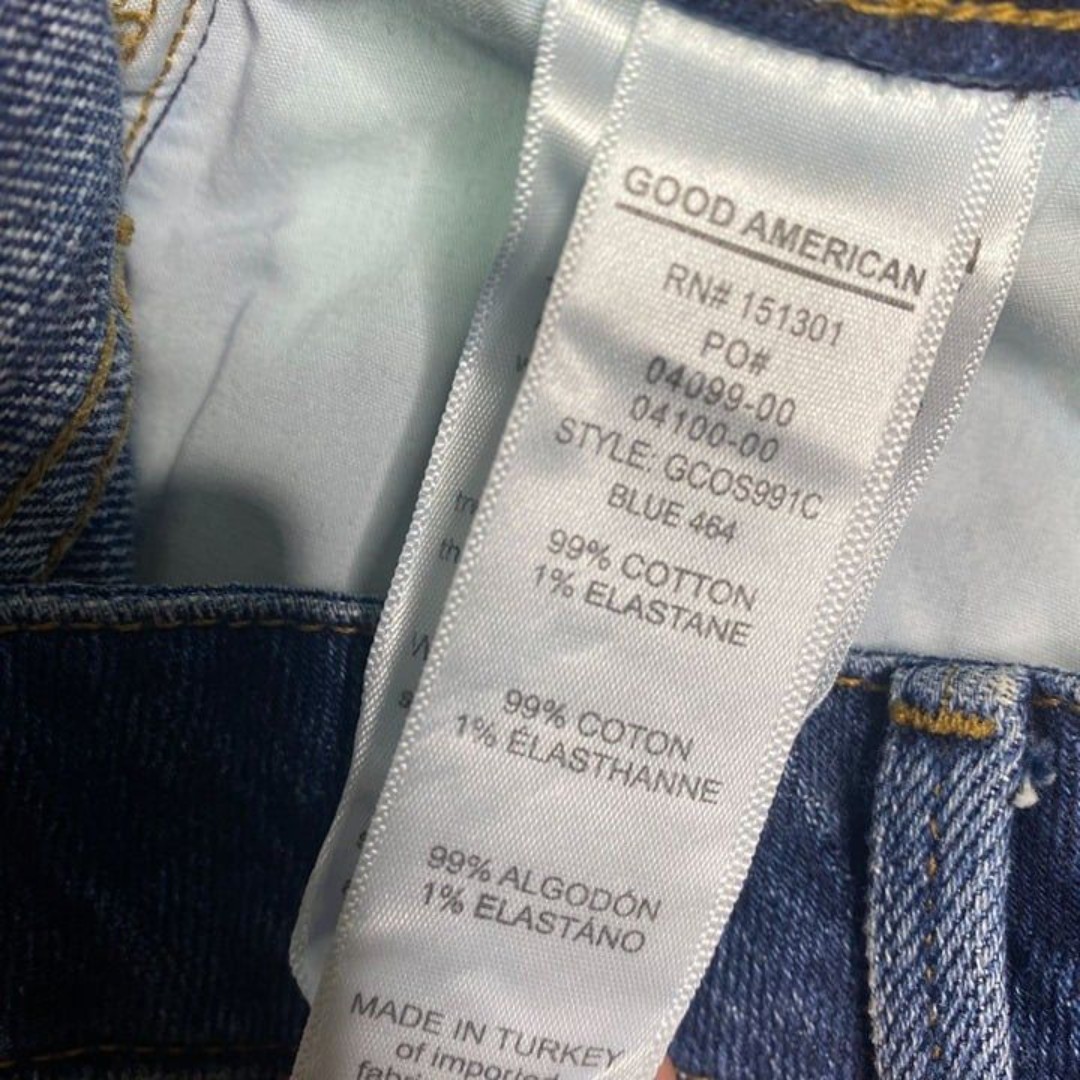 GOOD AMERICAN
RN# 151301
PO#
04099-00
04100-00
STYLE: GCOS991C
BLUE 464
99% COTTON
1% ELASTANE
99% COTON
1% ÉLASTHANNE
99% ALGODÓN
1% ELASTANO
MADE IN TURKEY
of imported